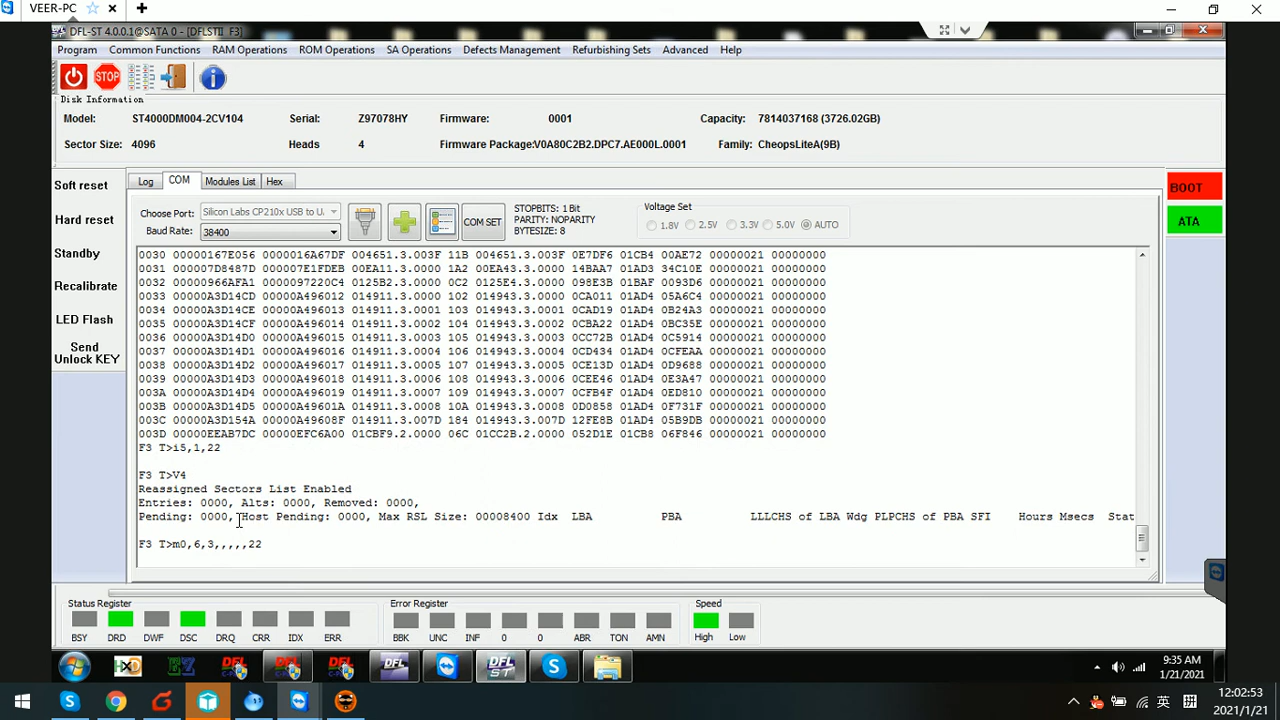 VEER-PC
DFL-ST 4.0.0.1@SATA 0 - [DFLSTII F3]
Program Common Functions RAM Operations ROM Operations SA Operations Defects Management Refurbishing Sets Advanced Help
STOP
Disk Information
Model: ST4000DM004-2CV104 Serial: Z97078HY Firmware: 0001 Capacity: 7814037168 (3726.02GB)
Sector Size: 4096 Heads 4 Firmware Package:V0A80C2B2.DPC7.AE000L.0001 Family: CheopsLiteA(9B)
Soft reset
Hard reset
Standby
Recalibrate
LED Flash
Send
Unlock KEY
Log COM Modules List Hex
Choose Port: Silicon Labs CP210x USB to U
Baud Rate: 38400
COM SET
STOPBITS: 1 Bit
PARITY: NOPARITY
BYTESIZE: 8
Voltage Set
1.8V 2.5V 3.3V 5.0V AUTO
BOOT
ATA
0030 00000167E056 0000016A67DF 004651.3.003F 11B 004651.3.003F 0E7DF6 01CB4 00AE72 00000021 00000000
0031 000007D8487D 000007E1FDEB 00EA11.3.0000 1A2 00EA43.3.0000 14BAA7 01AD3 34C10E 00000021 00000000
0032 00000966AFA1 0000097220C4 0125B2.3.0000 0C2 0125E4.3.0000 098E3B 01BAF 0093D6 00000021 00000000
0033 00000A3D14CD 00000A496012 014911.3.0000 102 014943.3.0000 0CA011 01AD4 05A6C4 00000021 00000000
0034 00000A3D14CE 00000A496013 014911.3.0001 103 014943.3.0001 0CAD19 01AD4 0B24A3 00000021 00000000
0035 00000A3D14CF 00000A496014 014911.3.0002 104 014943.3.0002 0CBA22 01AD4 0BC35E 00000021 00000000
0036 00000A3D14D0 00000A496015 014911.3.0003 105 014943.3.0003 0CC72B 01AD4 0C5914 00000021 00000000
0037 00000A3D14D1 00000A496016 014911.3.0004 106 014943.3.0004 0CD434 01AD4 0CFEAA 00000021 00000000
0038 00000A3D14D2 00000A496017 014911.3.0005 107 014943.3.0005 0CE13D 01AD4 0D9688 00000021 00000000
0039 00000A3D14D3 00000A496018 014911.3.0006 108 014943.3.0006 0CEE46 01AD4 0E3A47 00000021 00000000
003A 00000A3D14D4 00000A496019 014911.3.0007 109 014943.3.0007 0CFB4F 01AD4 0ED810 00000021 00000000
003B 00000A3D14D5 00000A49601A 014911.3.0008 10A 014943.3.0008 0D0858 01AD4 0F731F 00000021 00000000
003C 00000A3D154A 00000A49608F 014911.3.007D 184 014943.3.007D 12FE8B 01AD4 05B9DB 00000021 00000000
003D 00000EEAB7DC 00000EFC6A00 01CBF9.2.0000 06C 01CC2B.2.0000 052D1E 01CB8 06F846 00000021 00000000
F3 T>i5,1,22
F3 T>V4
Reassigned Sectors List Enabled
Entries: 0000, Alts: 0000, Removed: 0000,
Pending: 0000, Host Pending: 0000, Max RSL Size: 00008400 Idx LBA PBA LLLCHS of LBA Wdg PLPCHS of PBA SFI Hours Msecs Stat
F3 T>m0,6,3,,,,,22
Status Register
BSY DRD DWF DSC DRQ CRR IDX ERR
Error Register
BBK UNC INF 0 0 ABR TON AMN
Speed
High Low
9:35 AM
1/21/2021
12:02:53
2021/1/21
英 拼